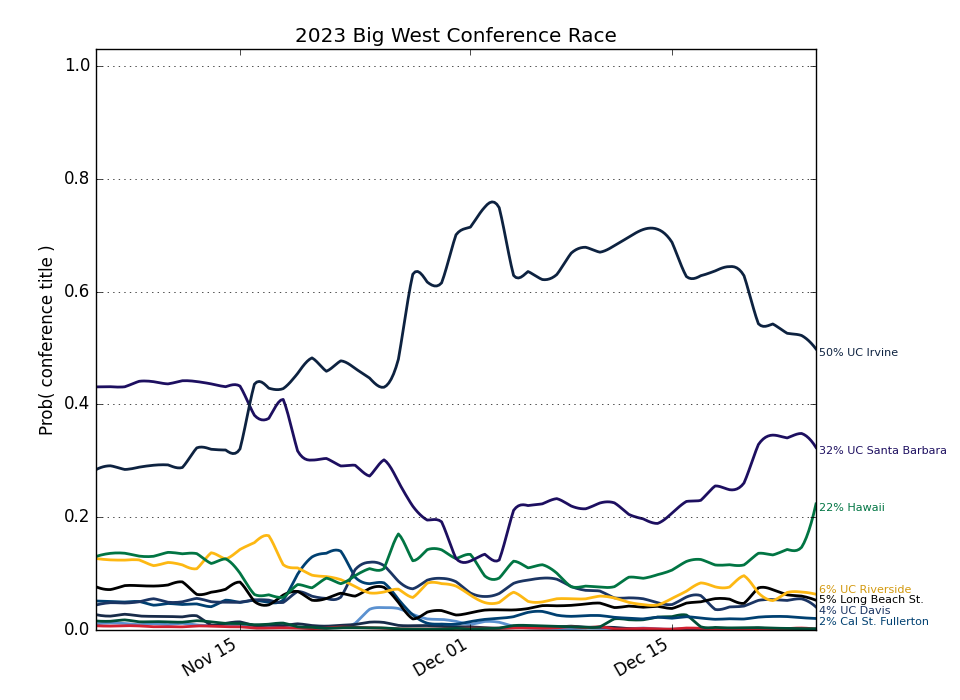 2023 Big West Conference Race
Prob( conference title )
1.0
0.8
0.6
0.4
0.2
0.0
50% UC Irvine
32% UC Santa Barbara
22% Hawaii
6% UC Riverside
5% Long Beach St.
4% UC Davis
2% Cal St. Fullerton
Nov 15
Dec 01
Dec 15